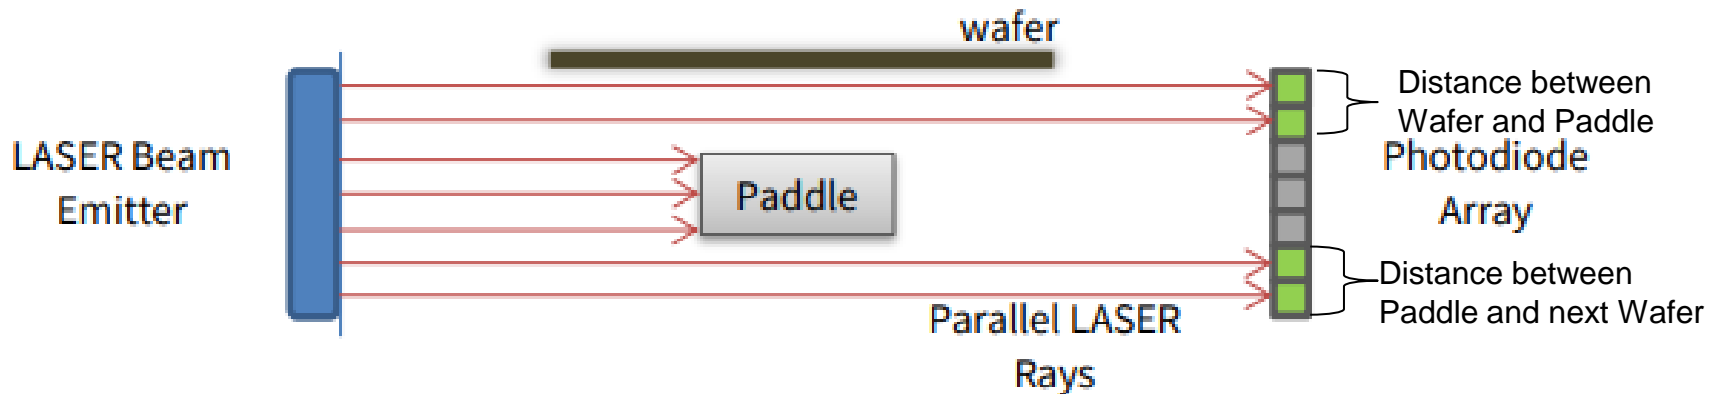 wafer
LASER Beam
Emitter
Paddle
Distance between
Wafer and Paddle
Photodiode
Array
Distance between
Paddle and next Wafer
Parallel LASER
Rays